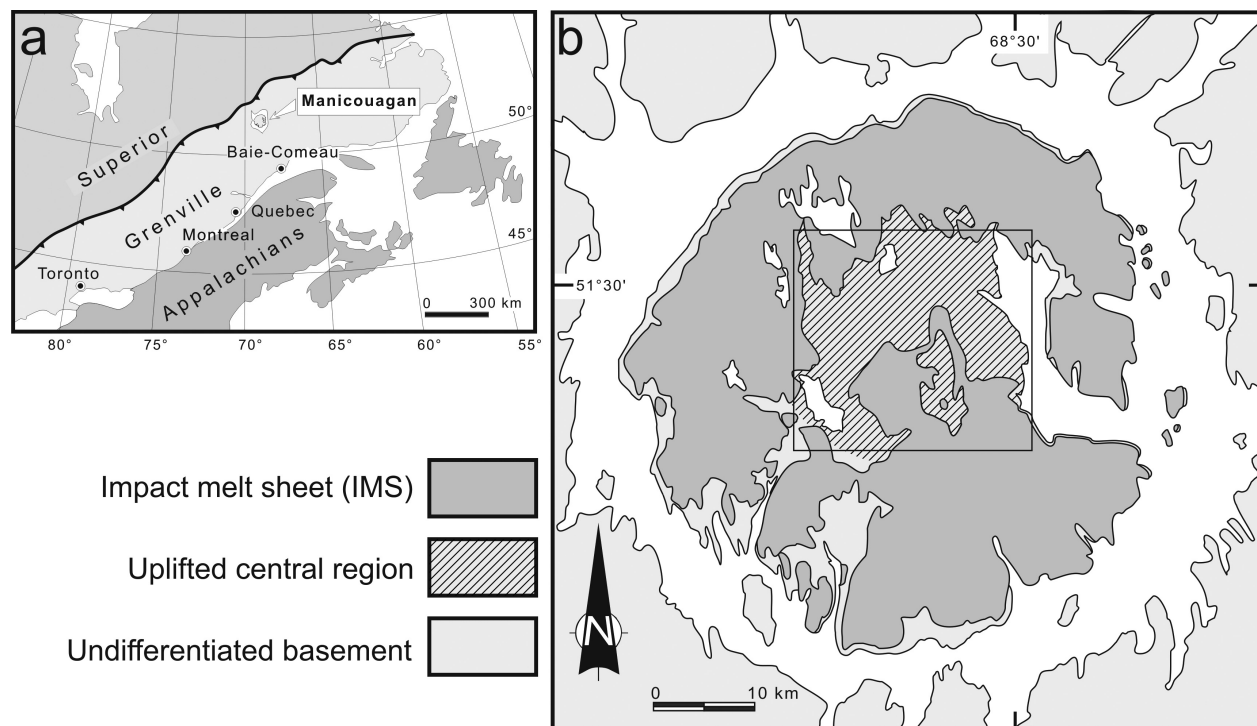 a
Manicouagan
50°
Superior
Baie-Comeau
Grenville
Quebec
Montreal
45°
Appalachians
Toronto
0 300 km
80° 75° 70° 65° 60° 55°
Impact melt sheet (IMS)
Uplifted central region
Undifferentiated basement
b
68°30'
51°30'
N
0 10 km